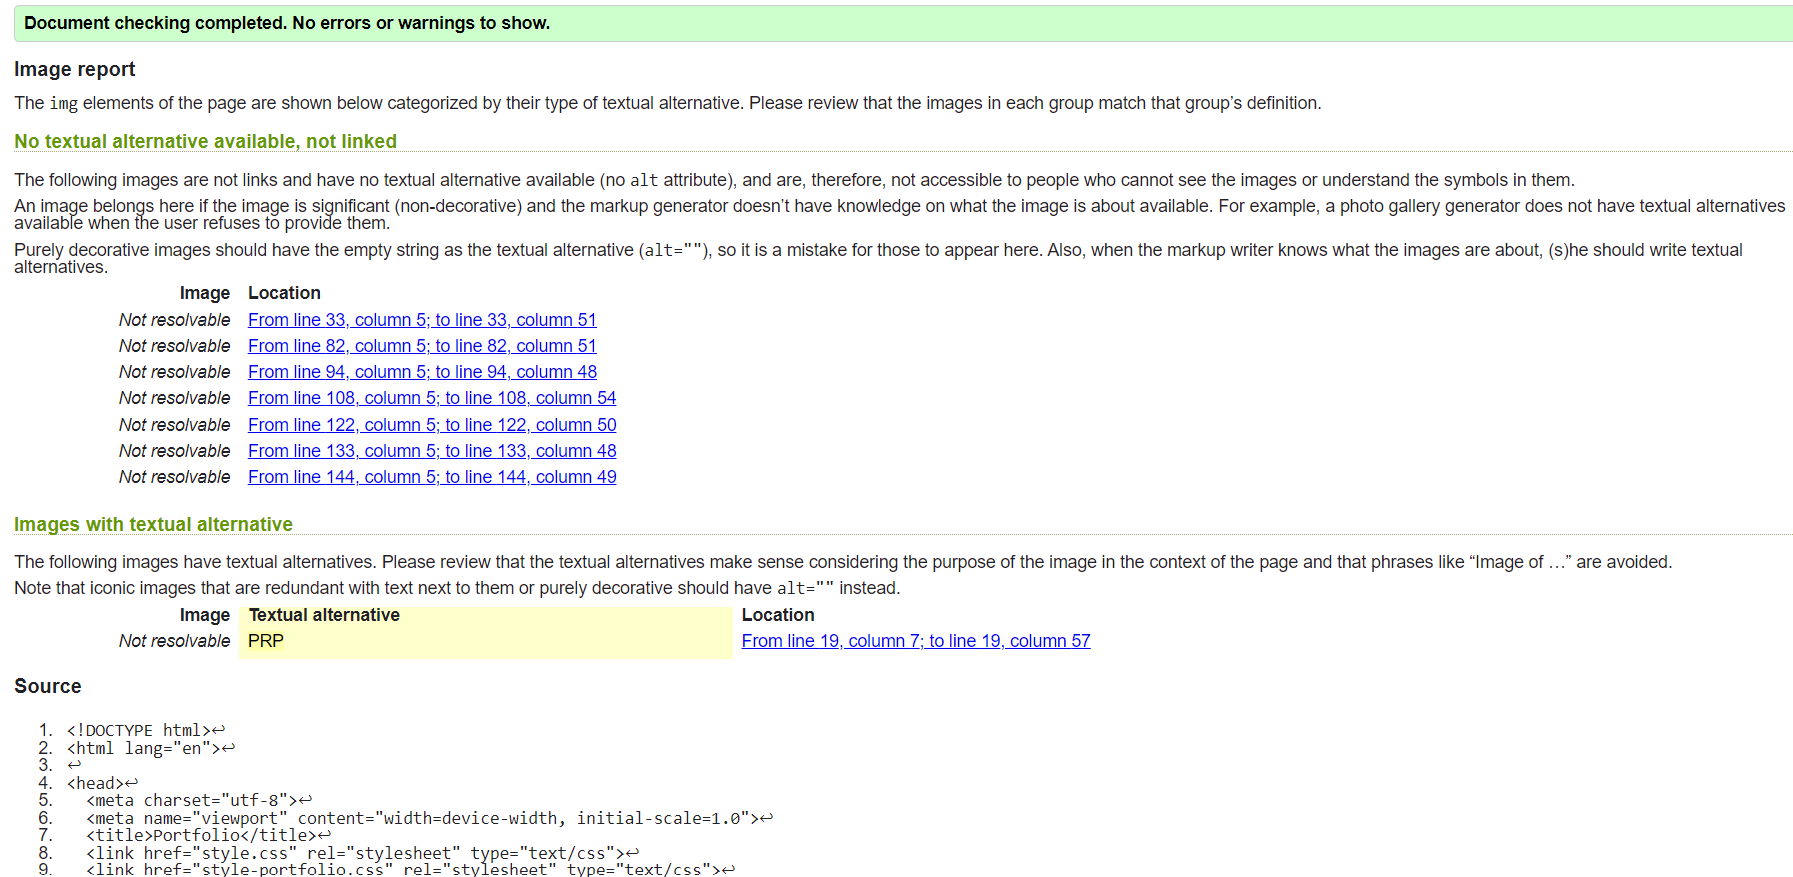 Document checking completed. No errors or warnings to show.
Image report
The img elements of the page are shown below categorized by their type of textual alternative. Please review that the images in each group match that group’s definition.
No textual alternative available, not linked
The following images are not links and have no textual alternative available (no alt attribute), and are, therefore, not accessible to people who cannot see the images or understand the symbols in them.
An image belongs here if the image is significant (non-decorative) and the markup generator doesn’t have knowledge on what the image is about available. For example, a photo gallery generator does not have textual alternatives
available when the user refuses to provide them.
Purely decorative images should have the empty string as the textual alternative (alt=""), so it is a mistake for those to appear here. Also, when the markup writer knows what the images are about, (s)he should write textual
alternatives.
Image Location
Not resolvable From line 33, column 5; to line 33, column 51
Not resolvable From line 82, column 5; to line 82, column 51
Not resolvable From line 94, column 5; to line 94, column 48
Not resolvable From line 108, column 5; to line 108, column 54
Not resolvable From line 122, column 5; to line 122, column 50
Not resolvable From line 133, column 5; to line 133, column 48
Not resolvable From line 144, column 5; to line 144, column 49
Images with textual alternative
The following images have textual alternatives. Please review that the textual alternatives make sense considering the purpose of the image in the context of the page and that phrases like “Image of …” are avoided.
Note that iconic images that are redundant with text next to them or purely decorative should have alt="" instead.
Image Textual alternative Location
Not resolvable PRP From line 19, column 7; to line 19, column 57
Source
1. <!DOCTYPE html>↩
2. <html lang="en">↩
3. ↩
4. <head>↩
5. <meta charset="utf-8">↩
6. <meta name="viewport" content="width=device-width, initial-scale=1.0">↩
7. <title>Portfolio</title>↩
8. <link href="style.css" rel="stylesheet" type="text/css">↩
9. <link href="style-portfolio.css" rel="stylesheet" type="text/css">↩